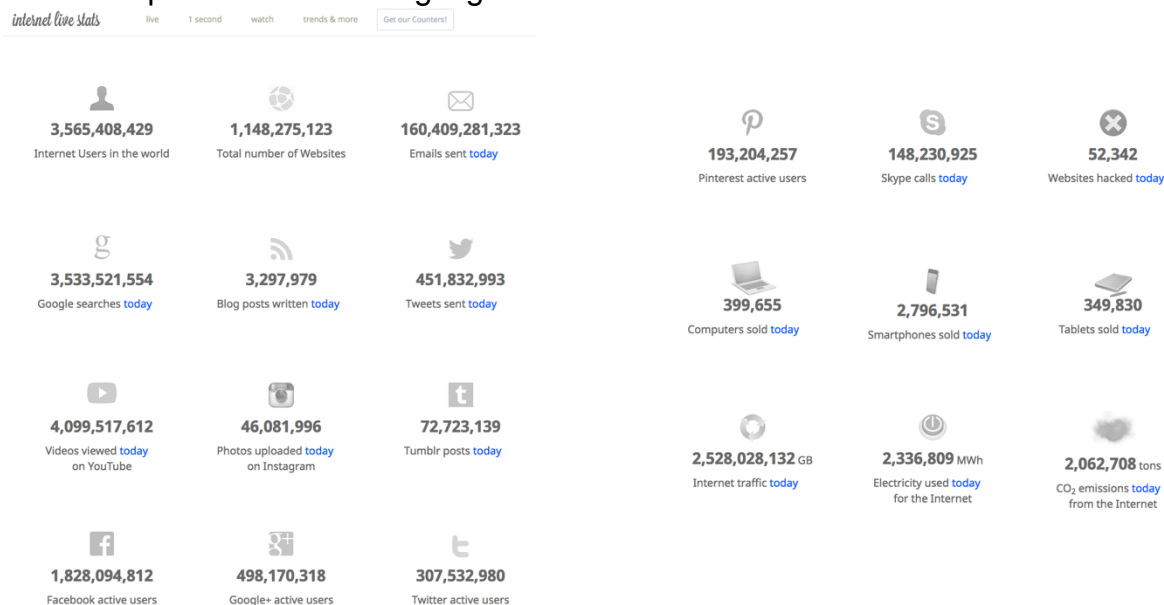 internet live stats live 1 second watch trends & more Get our Counters!
3,565,408,429
Internet Users in the world
1,148,275,123
Total number of Websites
160,409,281,323
Emails sent today
3,533,521,554
Google searches today
3,297,979
Blog posts written today
451,832,993
Tweets sent today
4,099,517,612
Videos viewed today
on YouTube
46,081,996
Photos uploaded today
on Instagram
72,723,139
Tumblr posts today
1,828,094,812
Facebook active users
498,170,318
Google+ active users
307,532,980
Twitter active users
193,204,257
Pinterest active users
148,230,925
Skype calls today
52,342
Websites hacked today
399,655
Computers sold today
2,796,531
Smartphones sold today
349,830
Tablets sold today
2,528,028,132 GB
Internet traffic today
2,336,809 MWh
Electricity used today
for the Internet
2,062,708 tons
CO2 emissions today
from the Internet